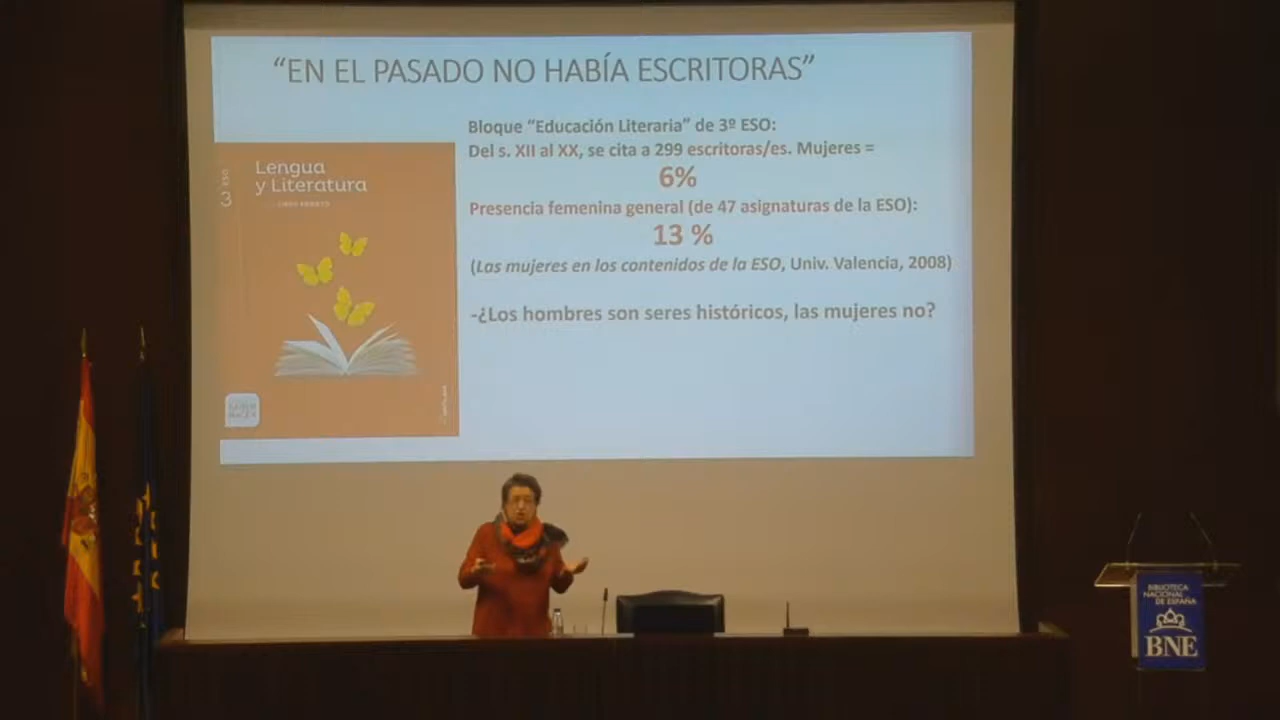 “EN EL PASADO NO HABÍA ESCRITORAS”
Bloque “Educación Literaria” de 3º ESO:
Del s. XII al XX, se cita a 299 escritoras/es. Mujeres =
6%
Presencia femenina general (de 47 asignaturas de la ESO):
13 %
(Las mujeres en los contenidos de la ESO, Univ. Valencia, 2008)
-¿Los hombres son seres históricos, las mujeres no?
3 ESO
Lengua
y Literatura
BIBLIOTECA
NACIONAL
DE ESPAÑA
BNE